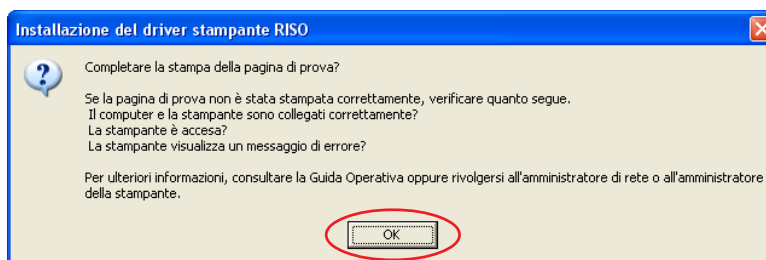 Installazione del driver stampante RISO
Completare la stampa della pagina di prova?
Se la pagina di prova non è stata stampata correttamente, verificare quanto segue.
Il computer e la stampante sono collegati correttamente?
La stampante è accesa?
La stampante visualizza un messaggio di errore?
Per ulteriori informazioni, consultare la Guida Operativa oppure rivolgersi all'amministratore di rete o all'amministratore
della stampante.
OK